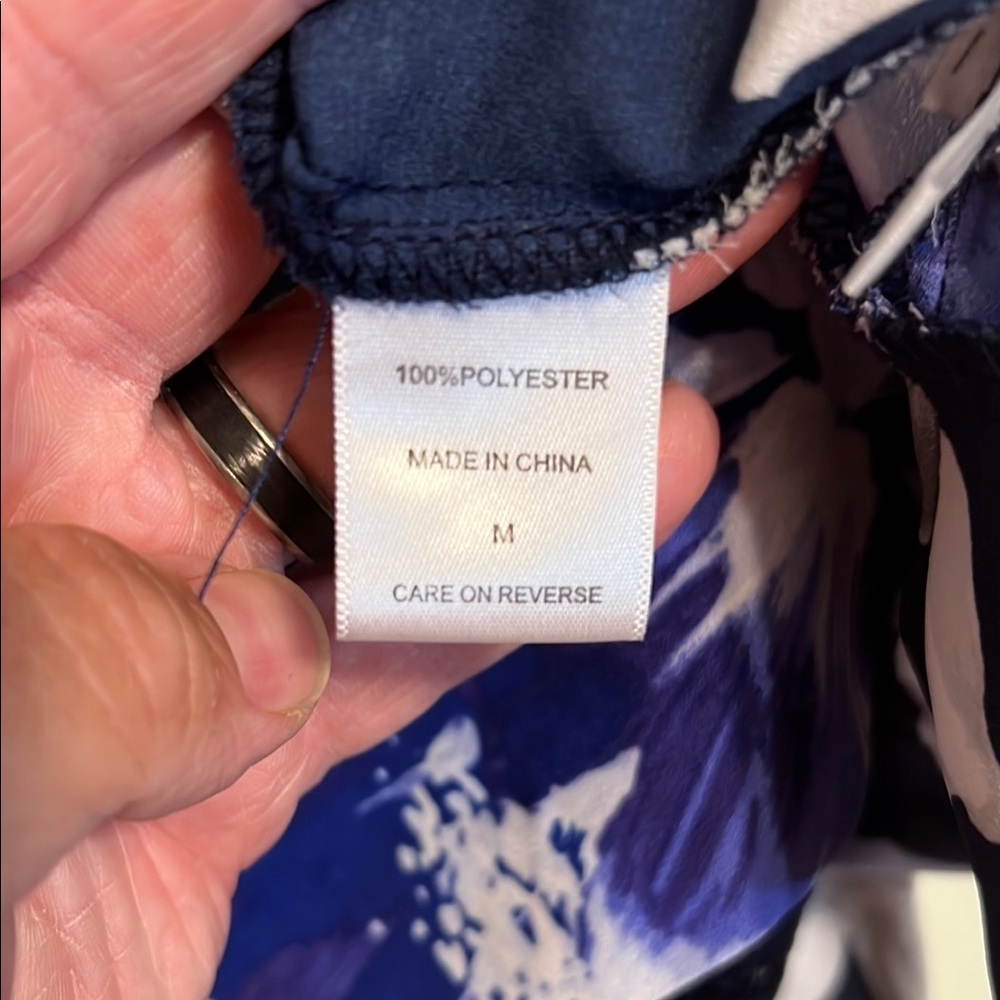 100%POLYESTER
MADE IN CHINA
M
CARE ON REVERSE